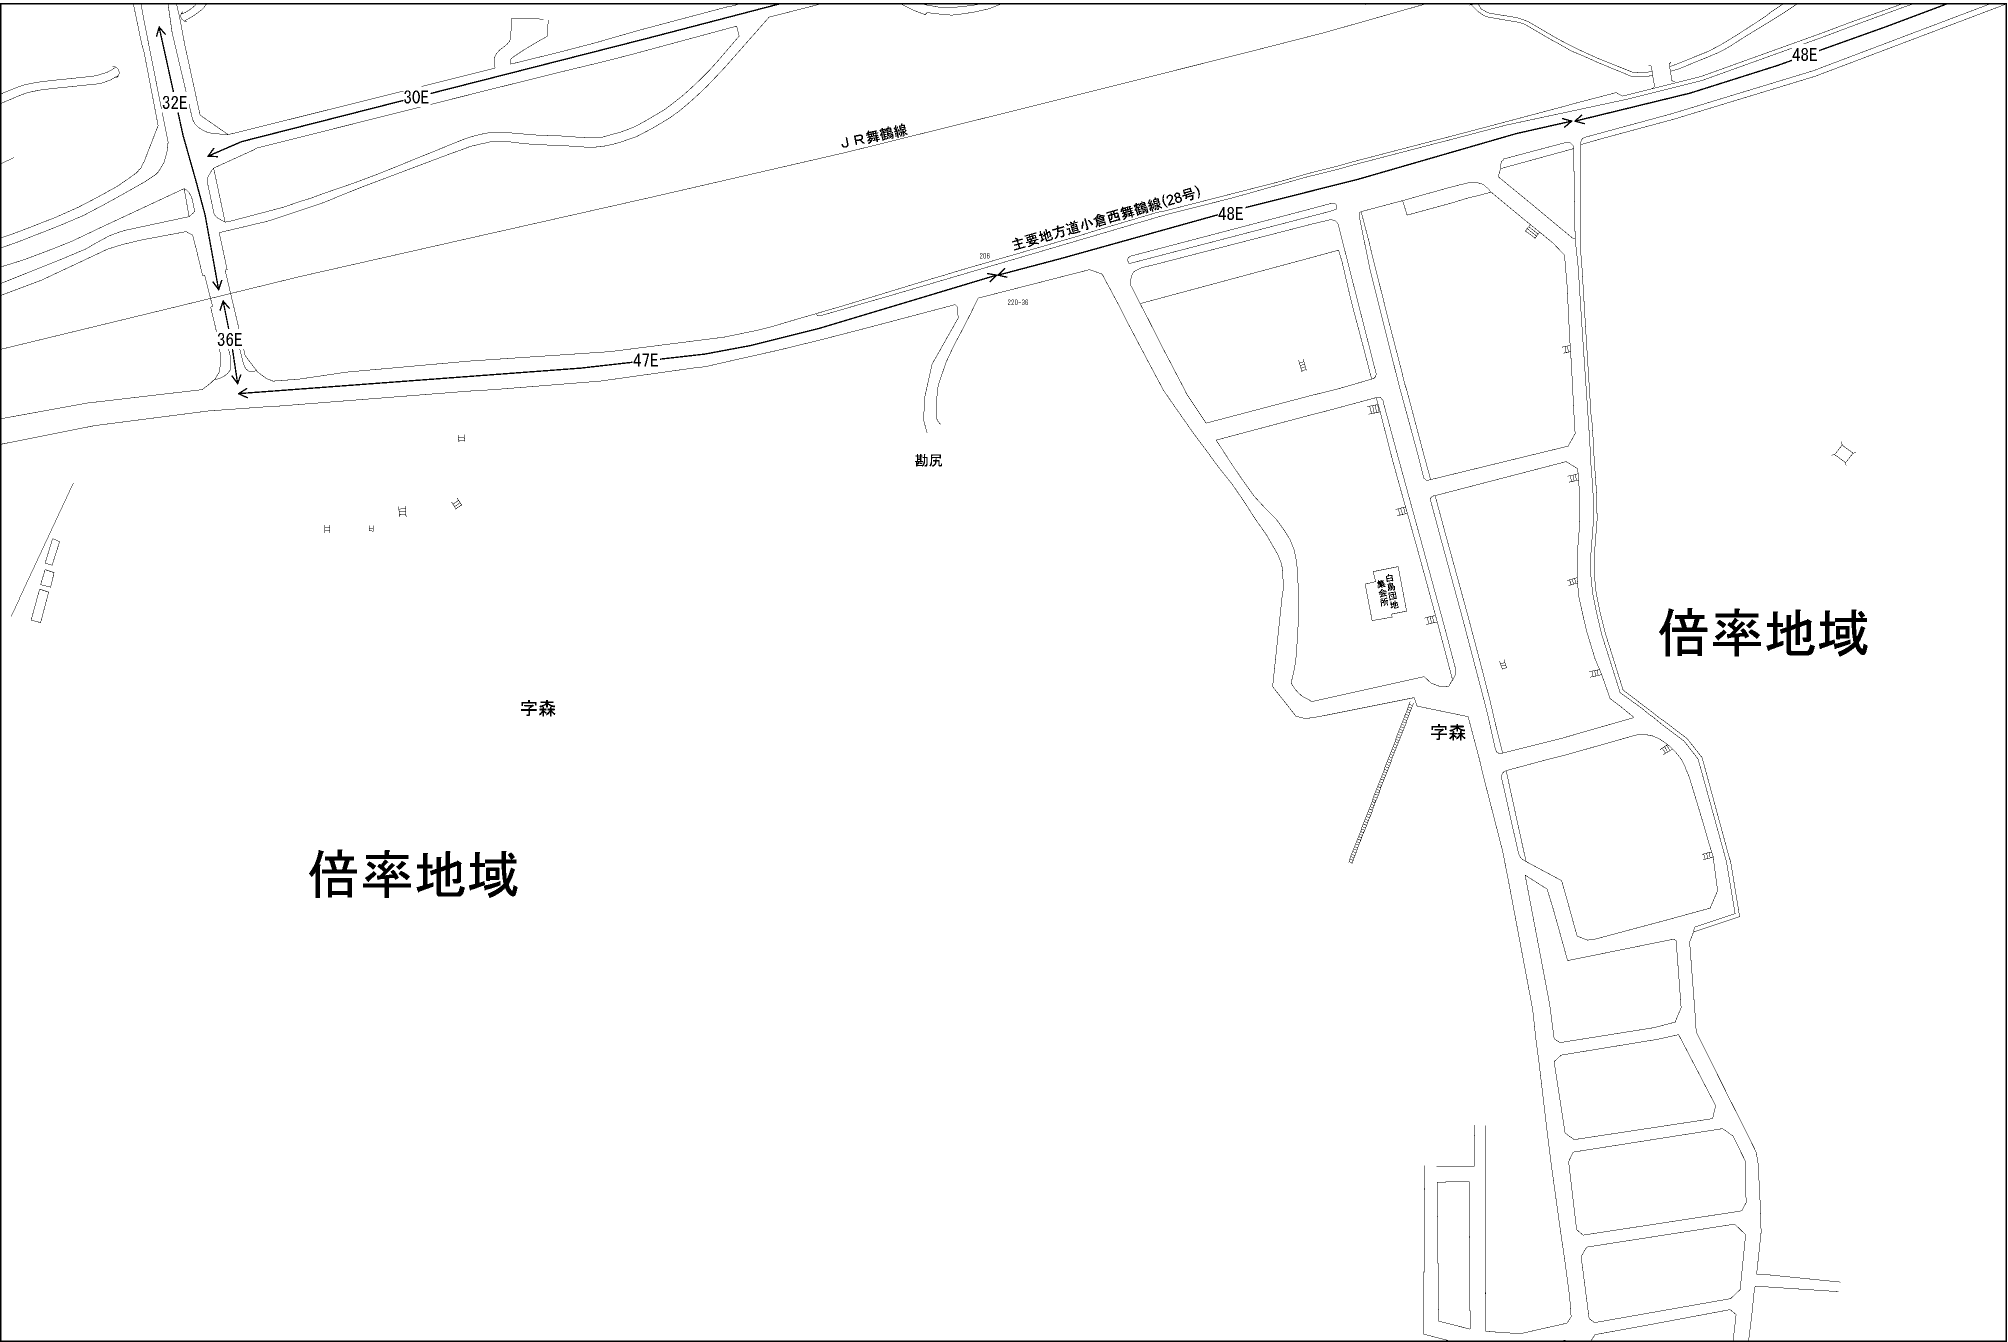 48E
32E
30E
ＪＲ舞鶴線
主要地方道小倉西舞鶴線(28号)
48E
206
220-36
36E
47E
勘尻
白鳥団地
集会所
倍率地域
字森
字森
倍率地域